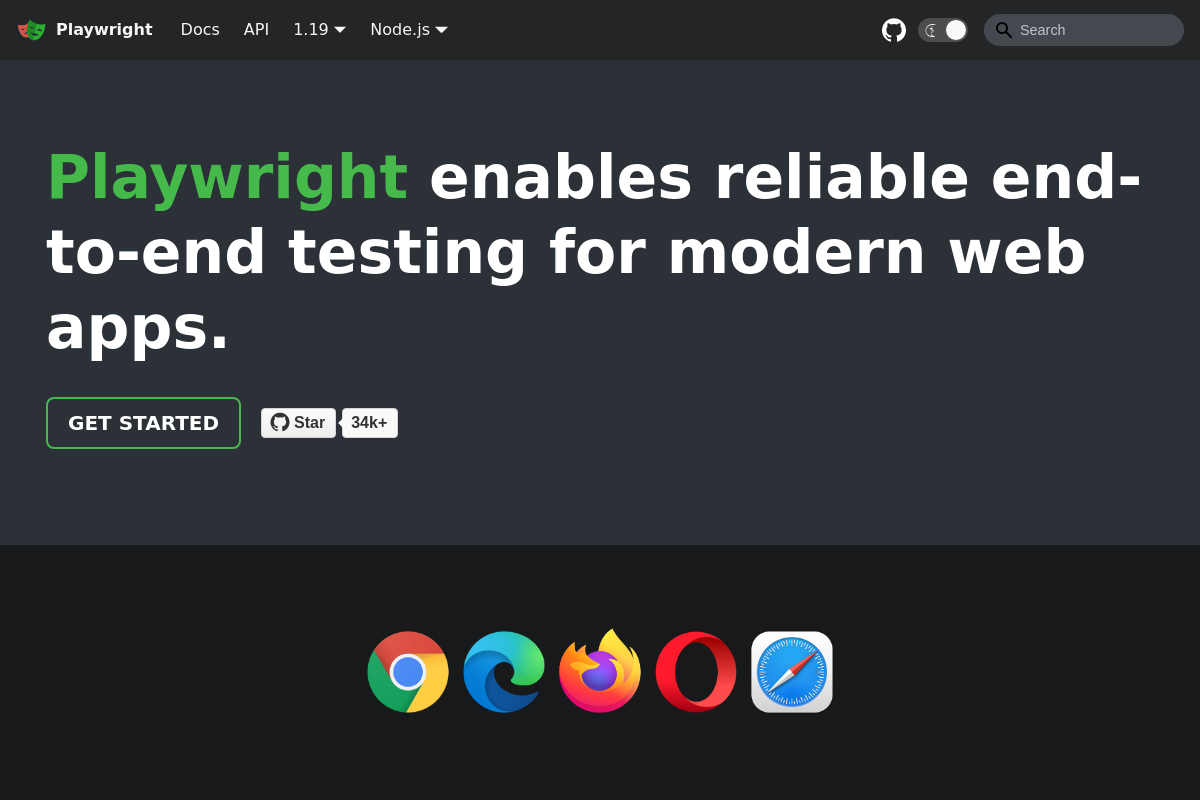 Playwright Docs API 1.19 Node.js Search
Playwright enables reliable end-
to-end testing for modern web
apps.
GET STARTED Star 34k+